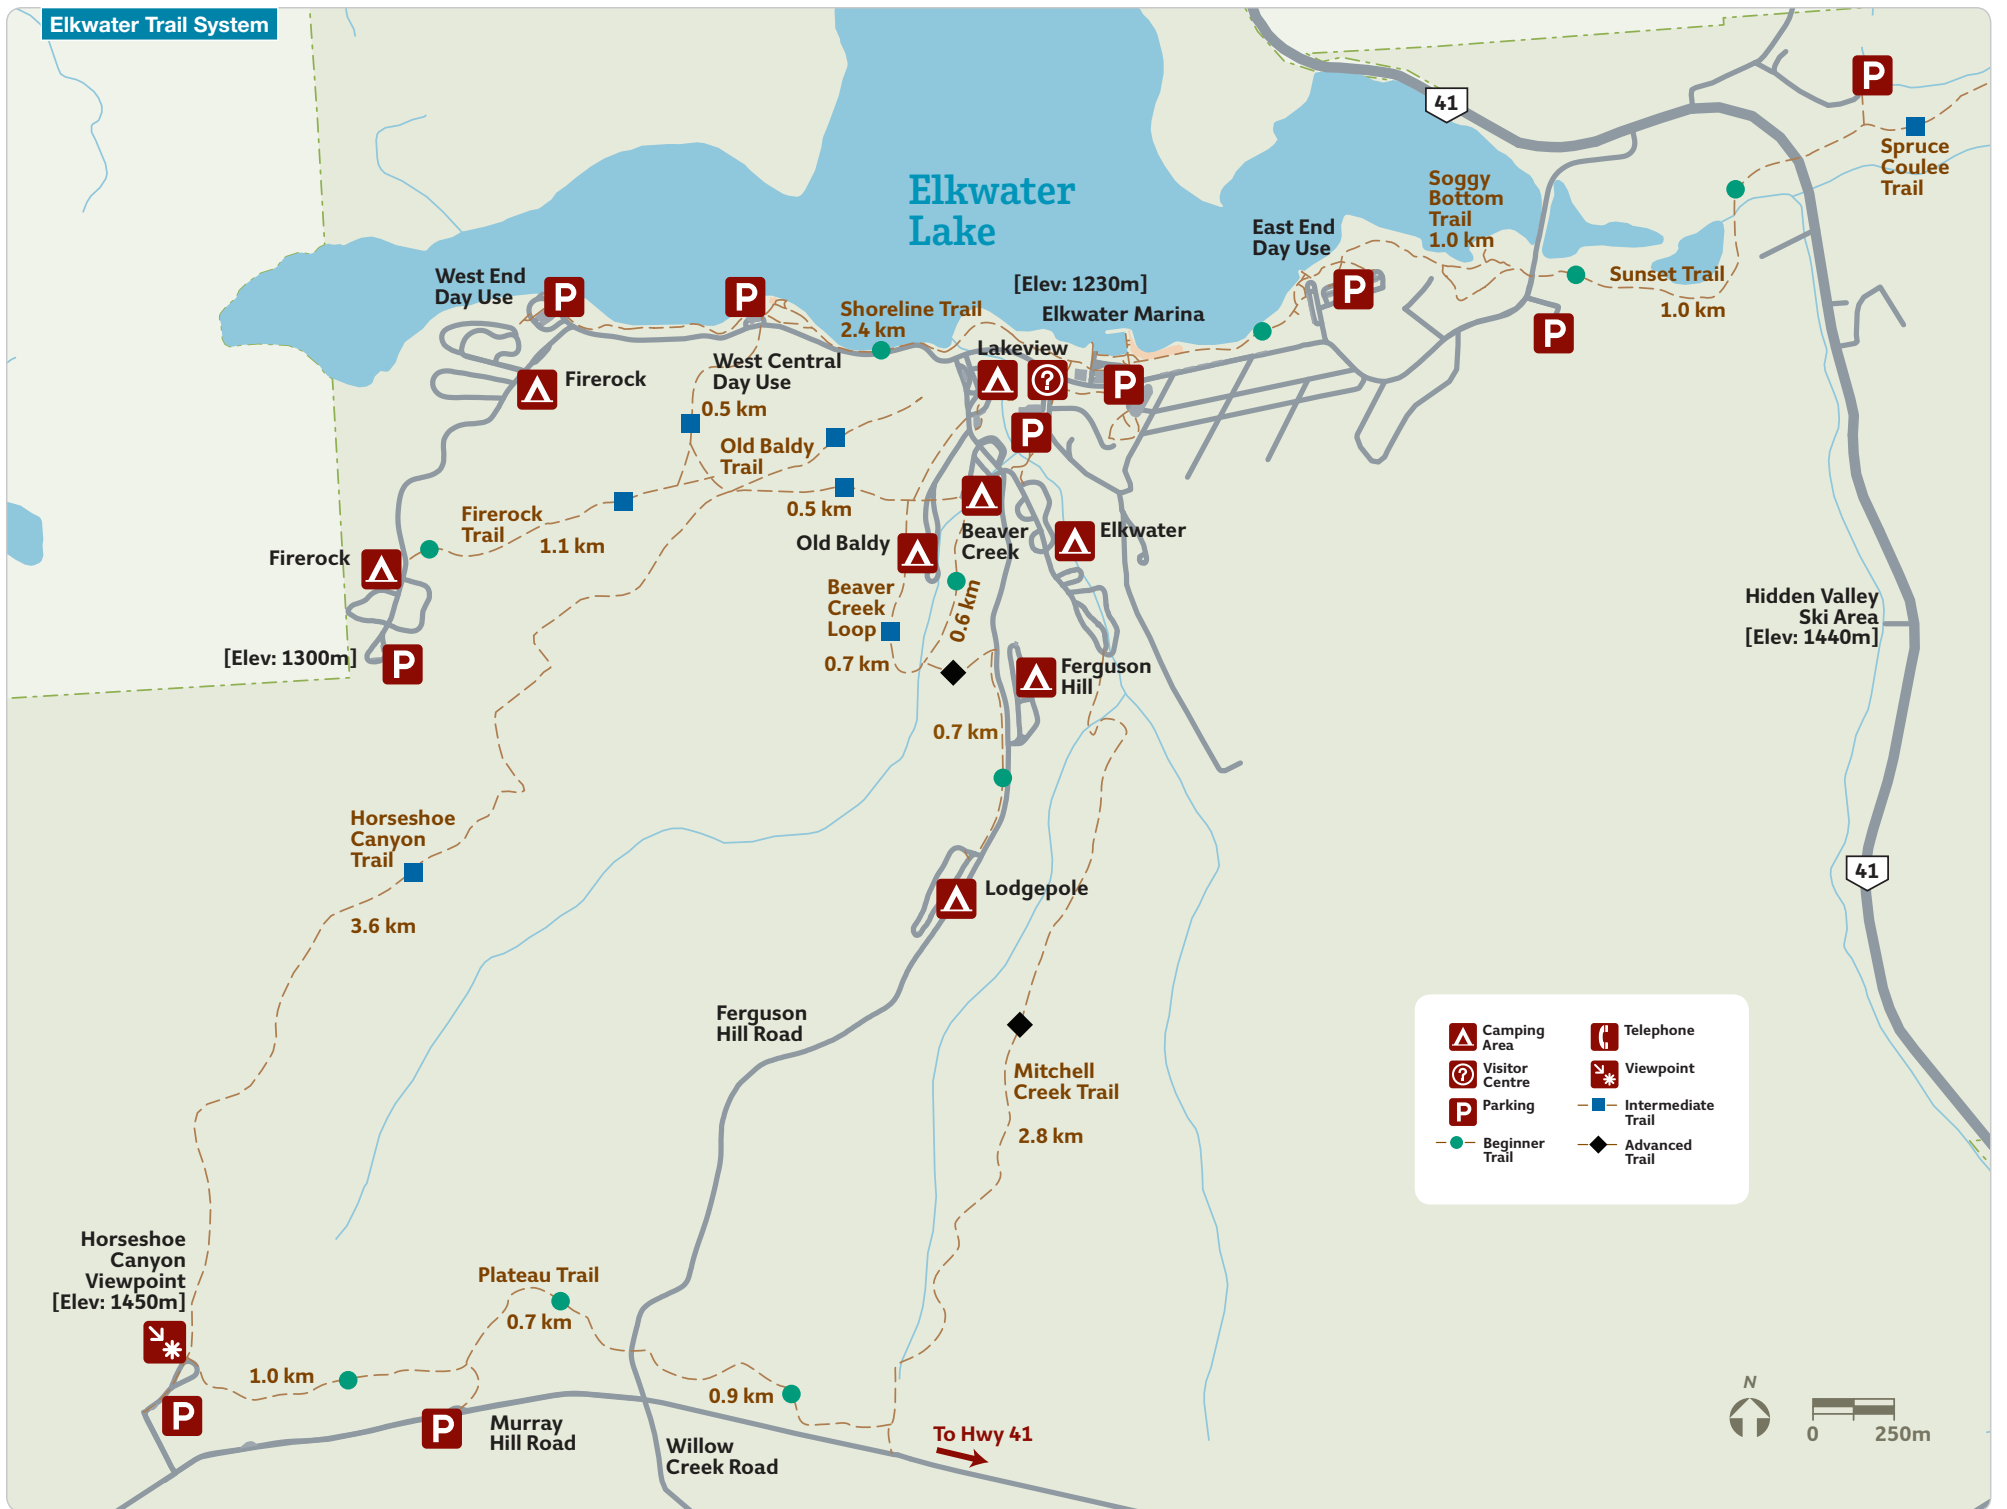 Elkwater Trail System
41
P
Spruce
Coulee
Trail
Elkwater
Lake
Soggy
Bottom
Trail
1.0 km
East End
Day Use
West End
Day Use
P
P
[Elev: 1230m]
Elkwater Marina
P
Sunset Trail
1.0 km
P
Shoreline Trail
2.4 km
Lakeview
?
P
West Central
Day Use
Firerock
0.5 km
P
Old Baldy
Trail
0.5 km
Firerock
Trail
1.1 km
Firerock
Old Baldy
Beaver
Creek
Elkwater
Beaver
Creek
Loop
0.6 km
0.7 km
[Elev: 1300m]
P
Ferguson
Hill
0.7 km
Hidden Valley
Ski Area
[Elev: 1440m]
Horseshoe
Canyon
Trail
3.6 km
Lodgepole
41
Ferguson
Hill Road
Mitchell
Creek Trail
2.8 km
Camping
Area
Telephone
?
Visitor
Centre
Viewpoint
P
Parking
Intermediate
Trail
Beginner
Trail
Advanced
Trail
Horseshoe
Canyon
Viewpoint
[Elev: 1450m]
Plateau Trail
0.7 km
1.0 km
0.9 km
P
P
Murray
Hill Road
Willow
Creek Road
To Hwy 41
N
0 250m